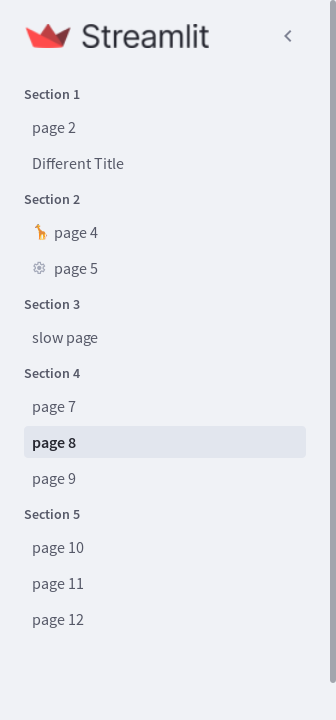 Streamlit
Section 1
page 2
Different Title
Section 2
page 4
page 5
Section 3
slow page
Section 4
page 7
page 8
page 9
Section 5
page 10
page 11
page 12